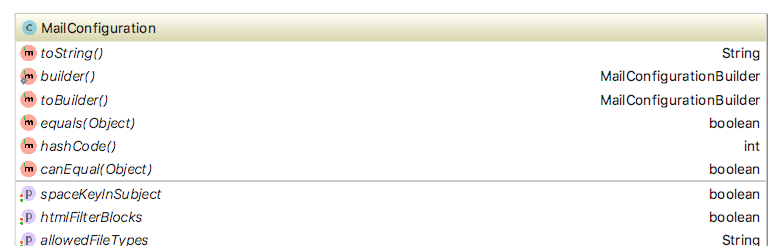 C MailConfiguration
m toString() String
m builder() MailConfigurationBuilder
m toBuilder() MailConfigurationBuilder
m equals(Object) boolean
m hashCode() int
m canEqual(Object) boolean
p spaceKeyInSubject boolean
p htmlFilterBlocks boolean
p allowedFileTypes String